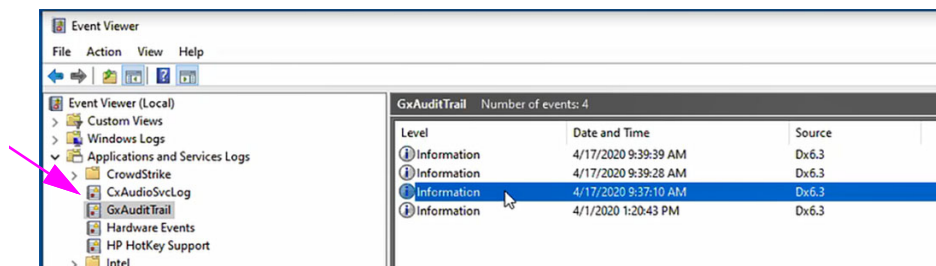 Event Viewer
File Action View Help
Event Viewer (Local)
Custom Views
Windows Logs
Applications and Services Logs
CrowdStrike
CxAudioSvcLog
GxAuditTrail
Hardware Events
HP HotKey Support
Intel
GxAuditTrail Number of events: 4
Level Date and Time Source
Information 4/17/2020 9:39:39 AM Dx6.3
Information 4/17/2020 9:39:28 AM Dx6.3
Information 4/17/2020 9:37:10 AM Dx6.3
Information 4/1/2020 1:20:43 PM Dx6.3